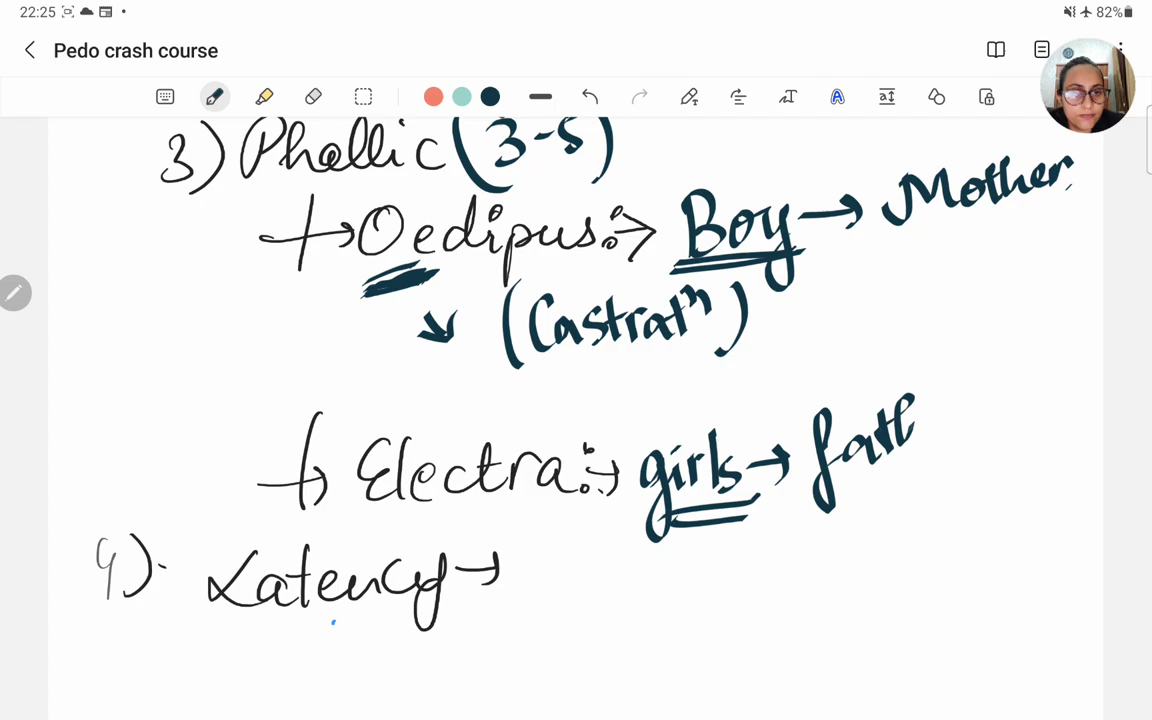 22:25 82%
Pedo crash course
3) Phallic (3-5)
→ Oedipus :→ Boy → Mother
↘ (Castratn)
→ Electra :→ girls → fath
4). Latency →